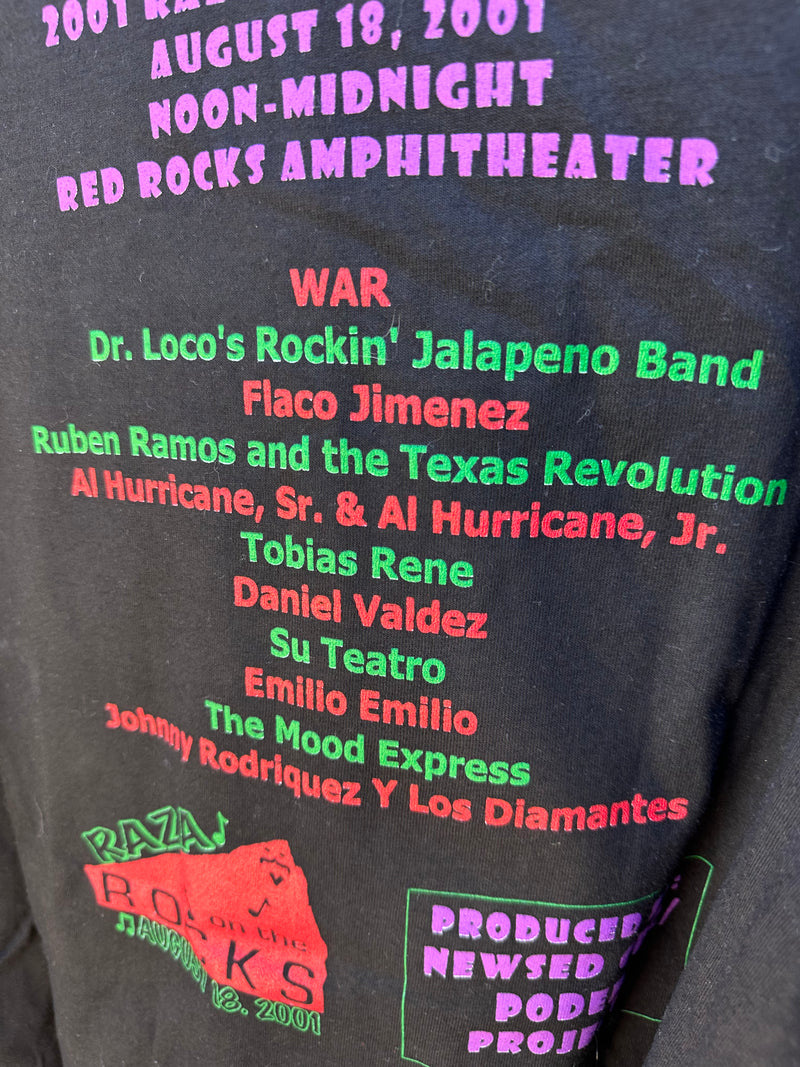 2001
AUGUST 18, 2001
NOON-MIDNIGHT
RED ROCKS AMPHITHEATER
WAR
Dr. Loco's Rockin' Jalapeno Band
Flaco Jimenez
Ruben Ramos and the Texas Revolution
Al Hurricane, Sr. & Al Hurricane, Jr.
Tobias Rene
Daniel Valdez
Su Teatro
Emilio Emilio
The Mood Express
Johnny Rodriquez Y Los Diamantes
RAZA
on the
ROCKS
AUGUST 18. 2001
NEWSED